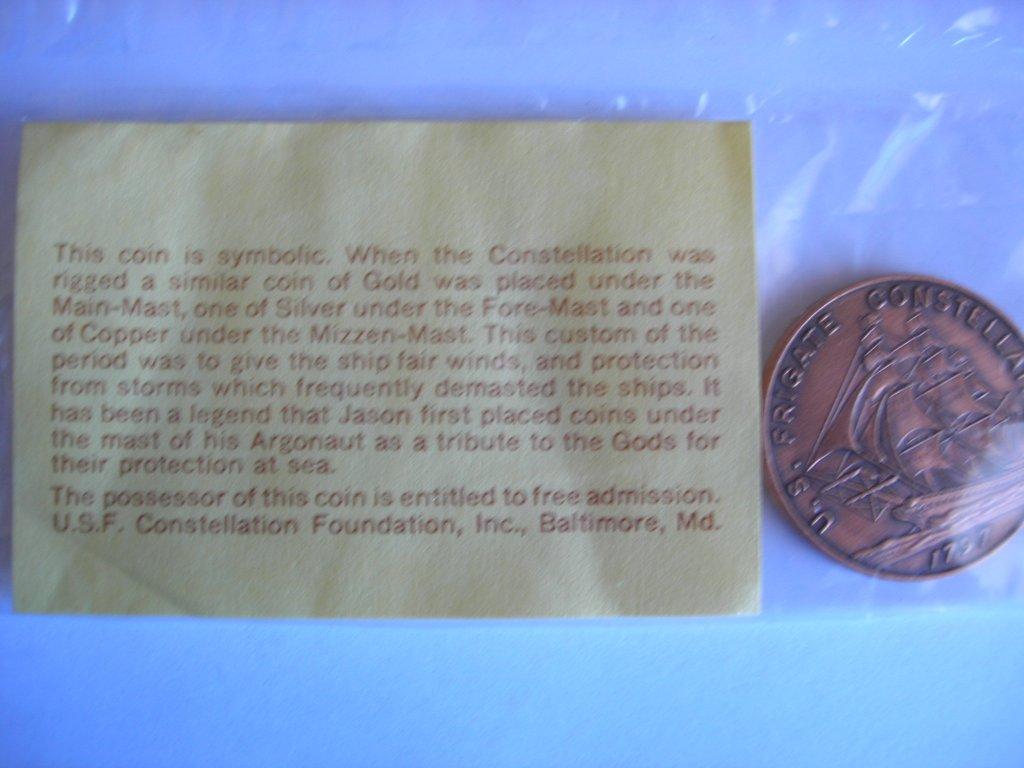 This coin is symbolic. When the Constellation was
rigged a similar coin of Gold was placed under the
Main-Mast, one of Silver under the Fore-Mast and one
of Copper under the Mizzen-Mast. This custom of the
period was to give the ship fair winds, and protection
from storms which frequently demasted the ships. It
has been a legend that Jason first placed coins under
the mast of his Argonaut as a tribute to the Gods for
their protection at sea.
The possessor of this coin is entitled to free admission.
U.S.F. Constellation Foundation, Inc., Baltimore, Md.
U.S. FRIGATE CONSTELLA
1797